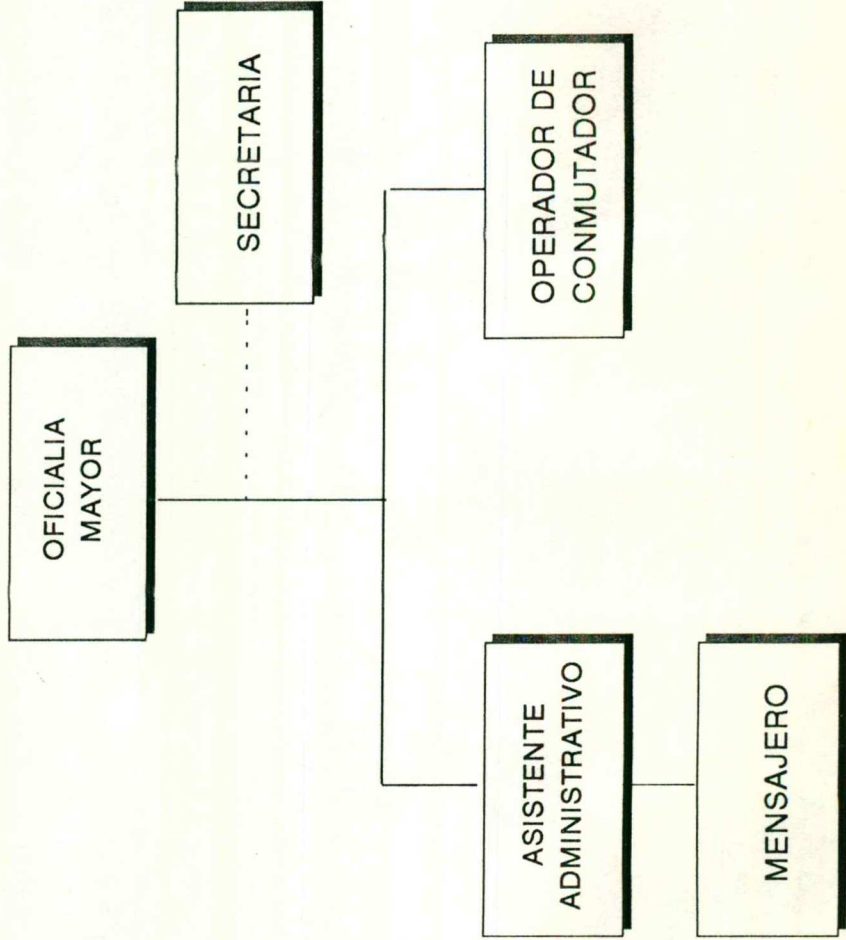 OFICIALIA
MAYOR
SECRETARIA
ASISTENTE
ADMINISTRATIVO
OPERADOR DE
CONMUTADOR
MENSAJERO